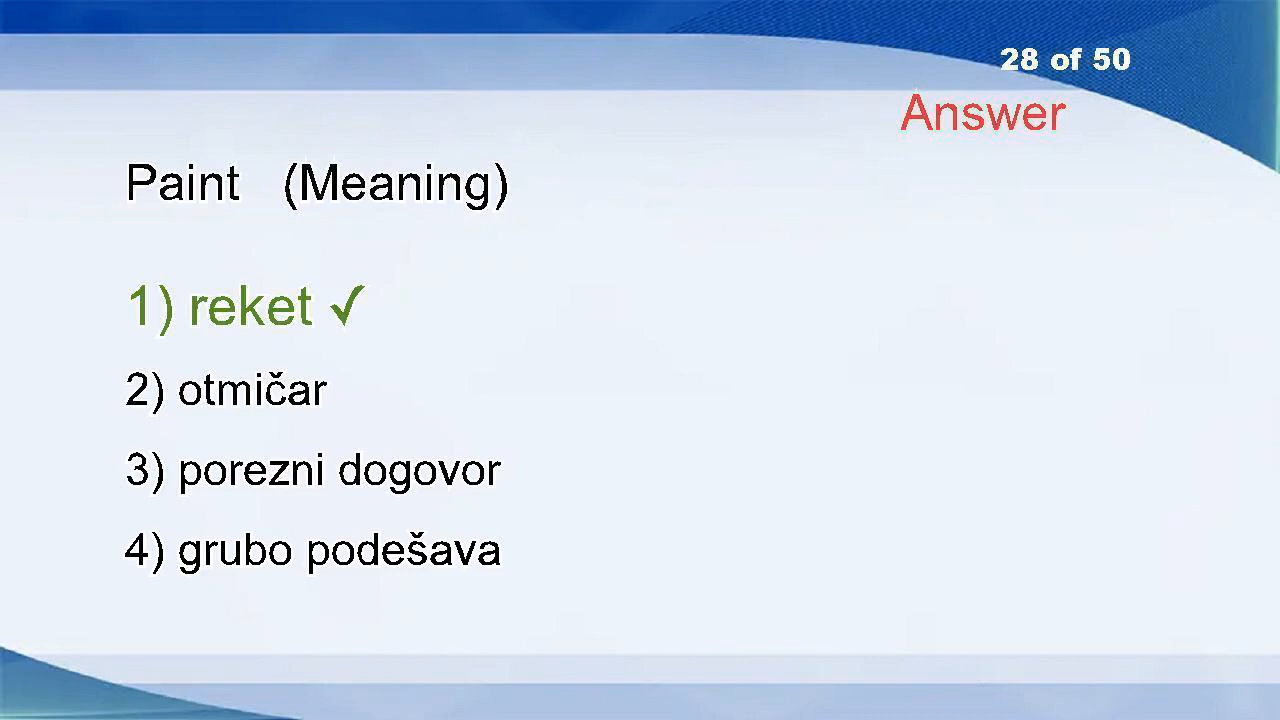 28 of 50
Answer
Paint (Meaning)
1) reket ✓
2) otmičar
3) porezni dogovor
4) grubo podešava